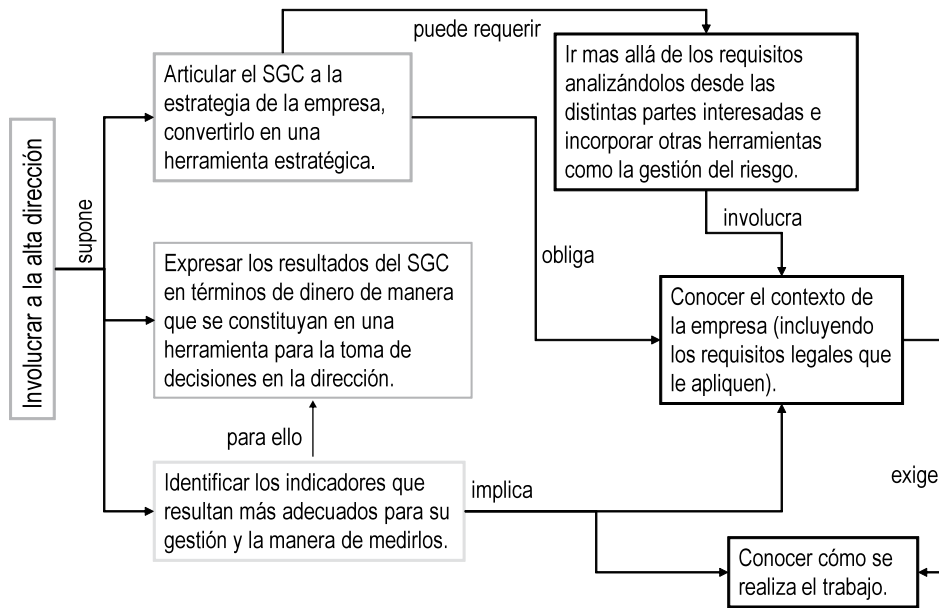 Involucrar a la alta dirección
supone
Articular el SGC a la
estrategia de la empresa,
convertirlo en una
herramienta estratégica.
puede requerir
Ir mas allá de los requisitos
analizándolos desde las
distintas partes interesadas e
incorporar otras herramientas
como la gestión del riesgo.
involucra
obliga
Expresar los resultados del SGC
en términos de dinero de manera
que se constituyan en una
herramienta para la toma de
decisiones en la dirección.
Conocer el contexto de
la empresa (incluyendo
los requisitos legales que
le apliquen).
para ello
Identificar los indicadores que
resultan más adecuados para su
gestión y la manera de medirlos.
implica
exige
Conocer cómo se
realiza el trabajo.